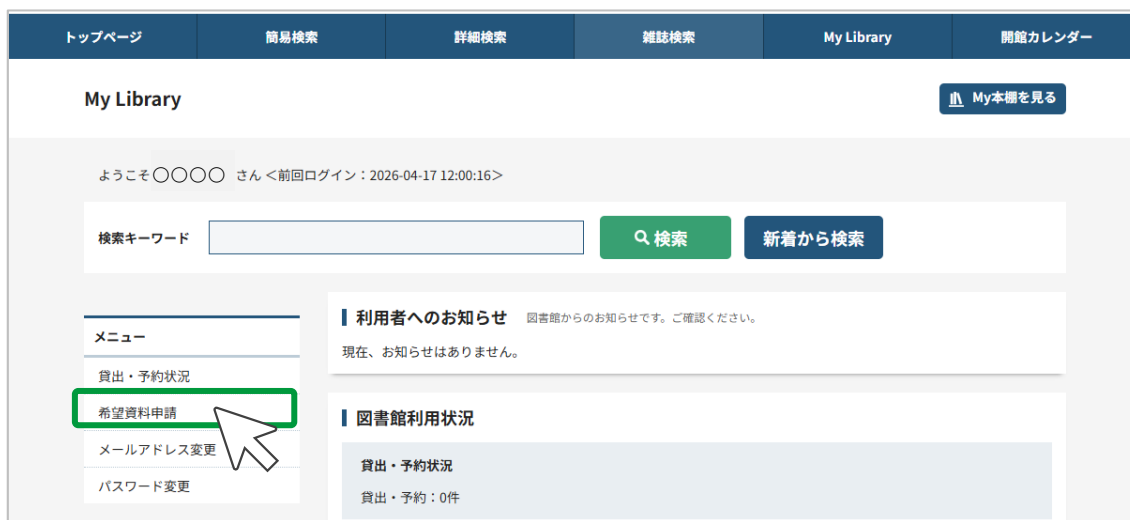 トップページ 簡易検索 詳細検索 雑誌検索 My Library 開館カレンダー
My Library
My本棚を見る
ようこそ〇〇〇〇 さん <前回ログイン：2026-04-17 12:00:16>
検索キーワード 検索 新着から検索
メニュー
貸出・予約状況
希望資料申請
メールアドレス変更
パスワード変更
利用者へのお知らせ 図書館からのお知らせです。ご確認ください。
現在、お知らせはありません。
図書館利用状況
貸出・予約状況
貸出・予約：0件